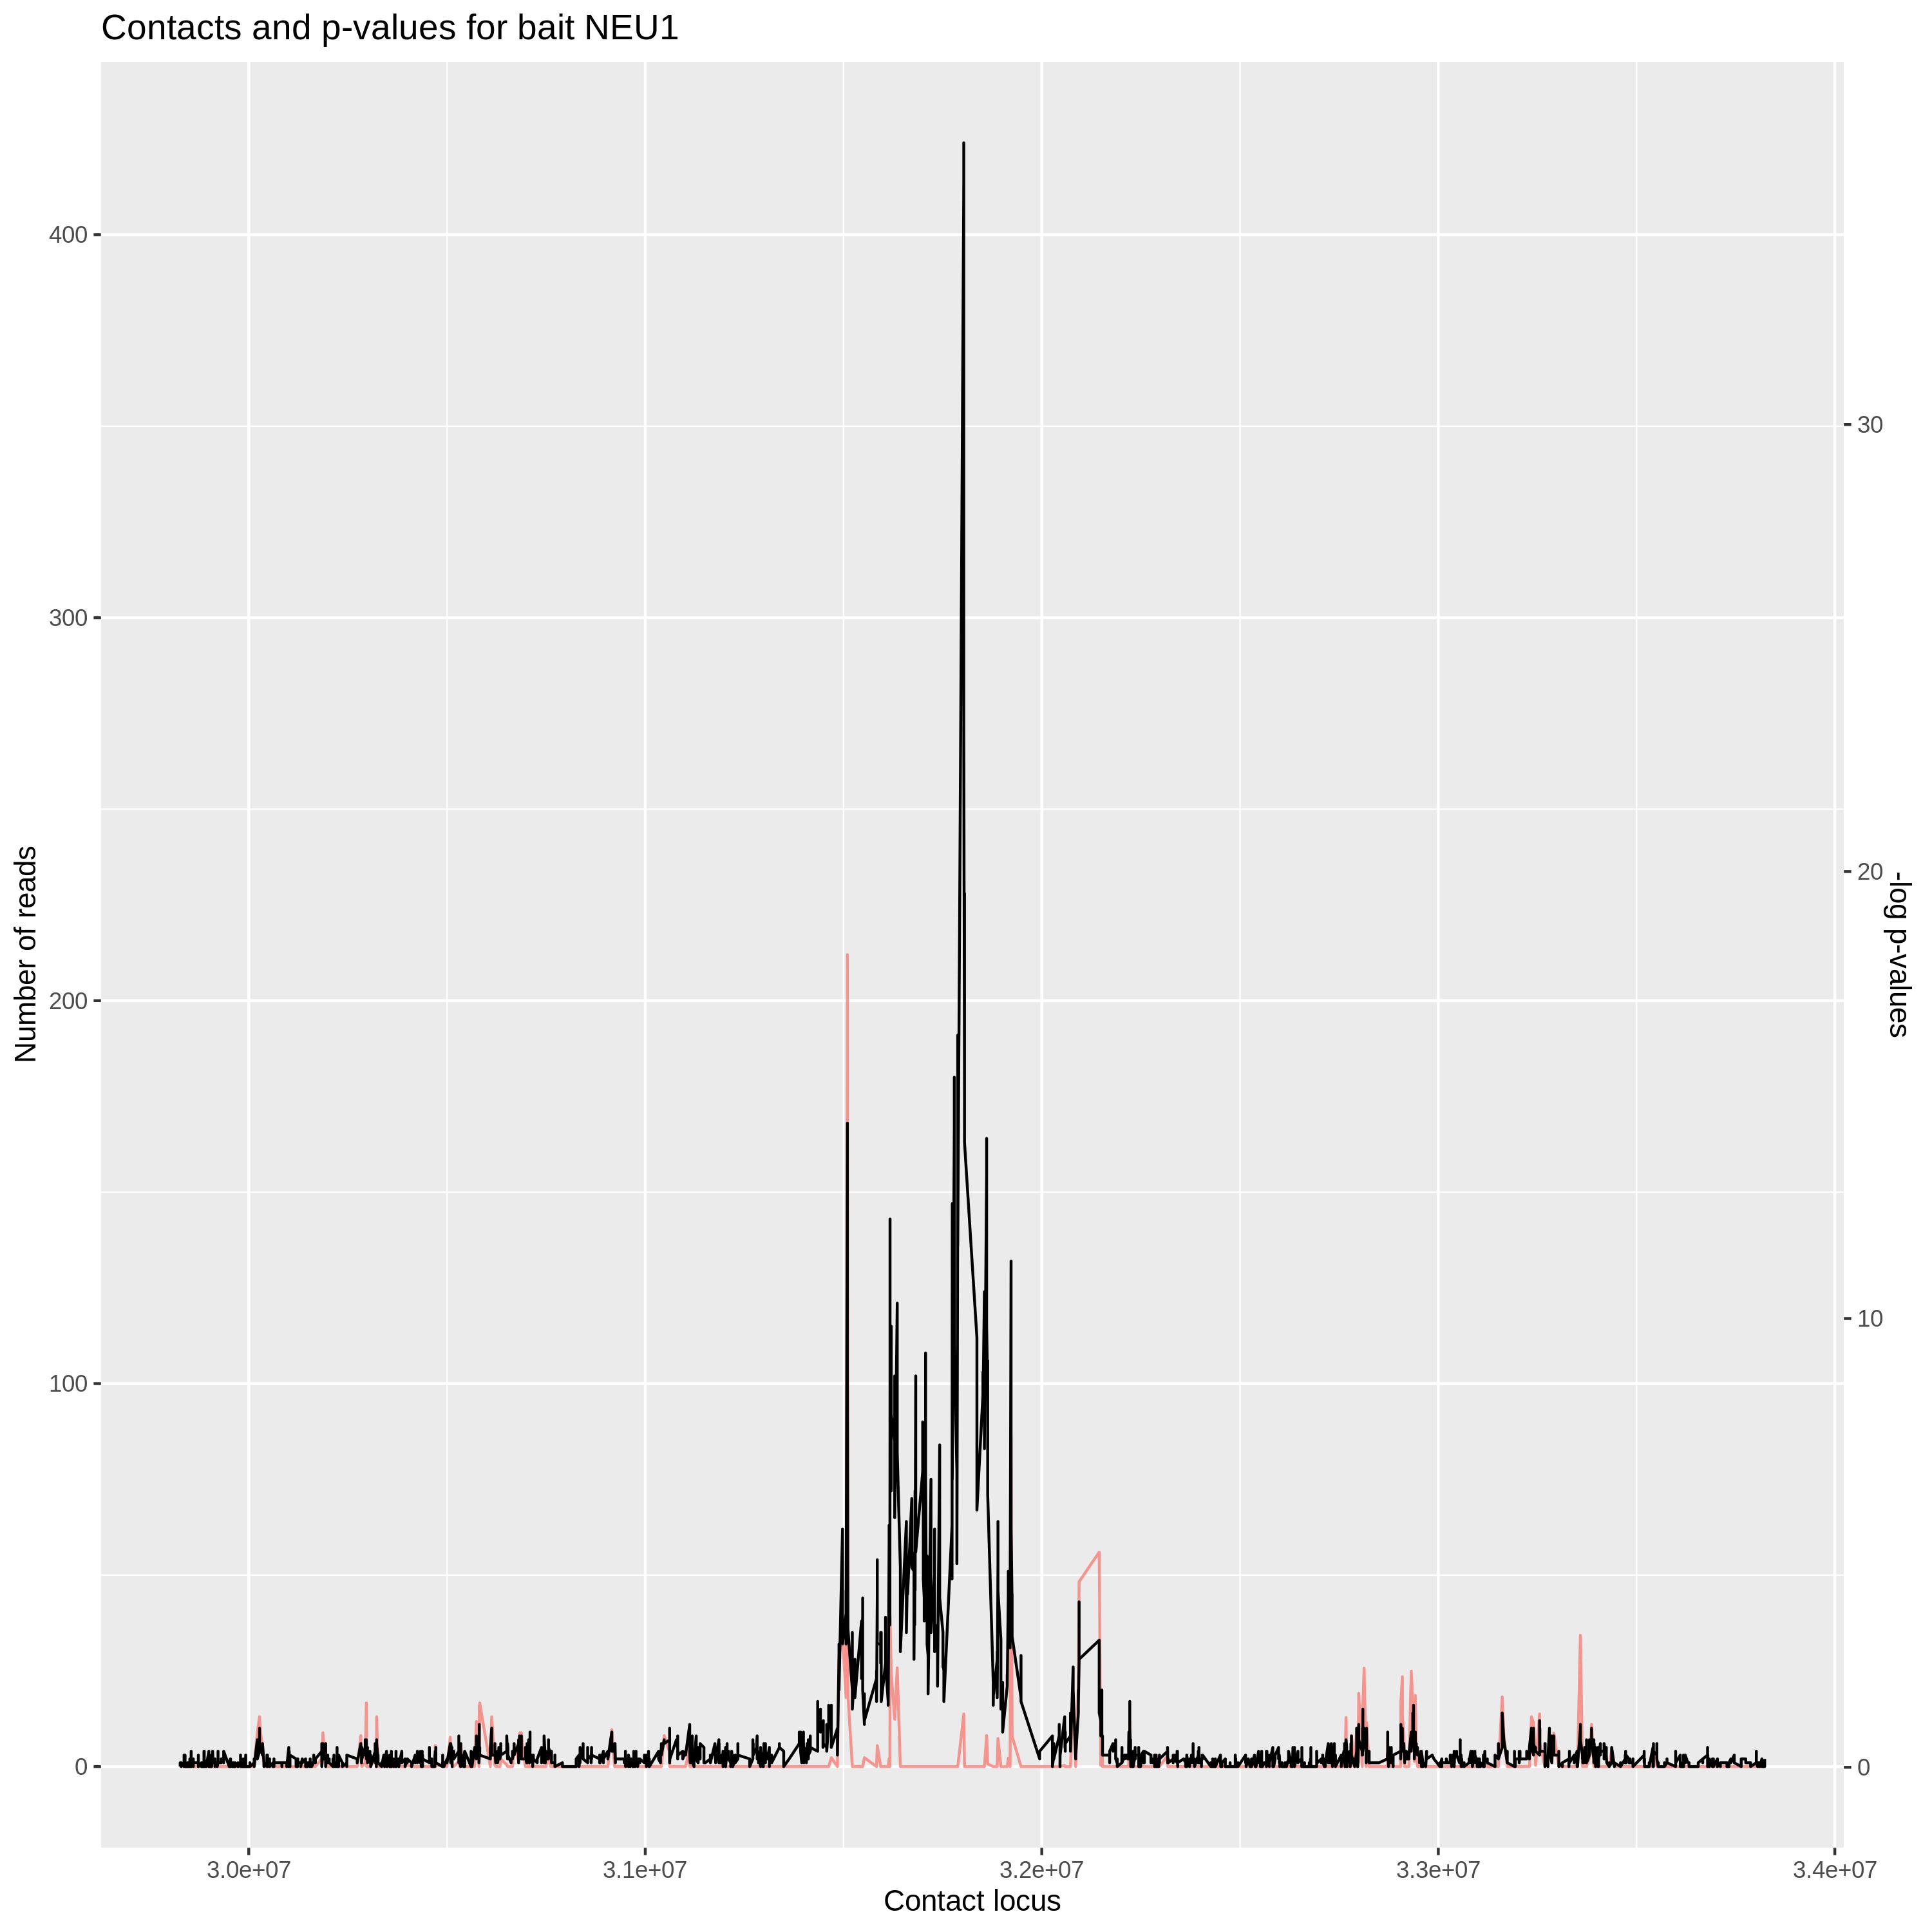 Contacts and p-values for bait NEU1
400
300
200
100
0
30
20
10
0
Number of reads
-log p-values
3.0e+07
3.1e+07
3.2e+07
3.3e+07
3.4e+07
Contact locus